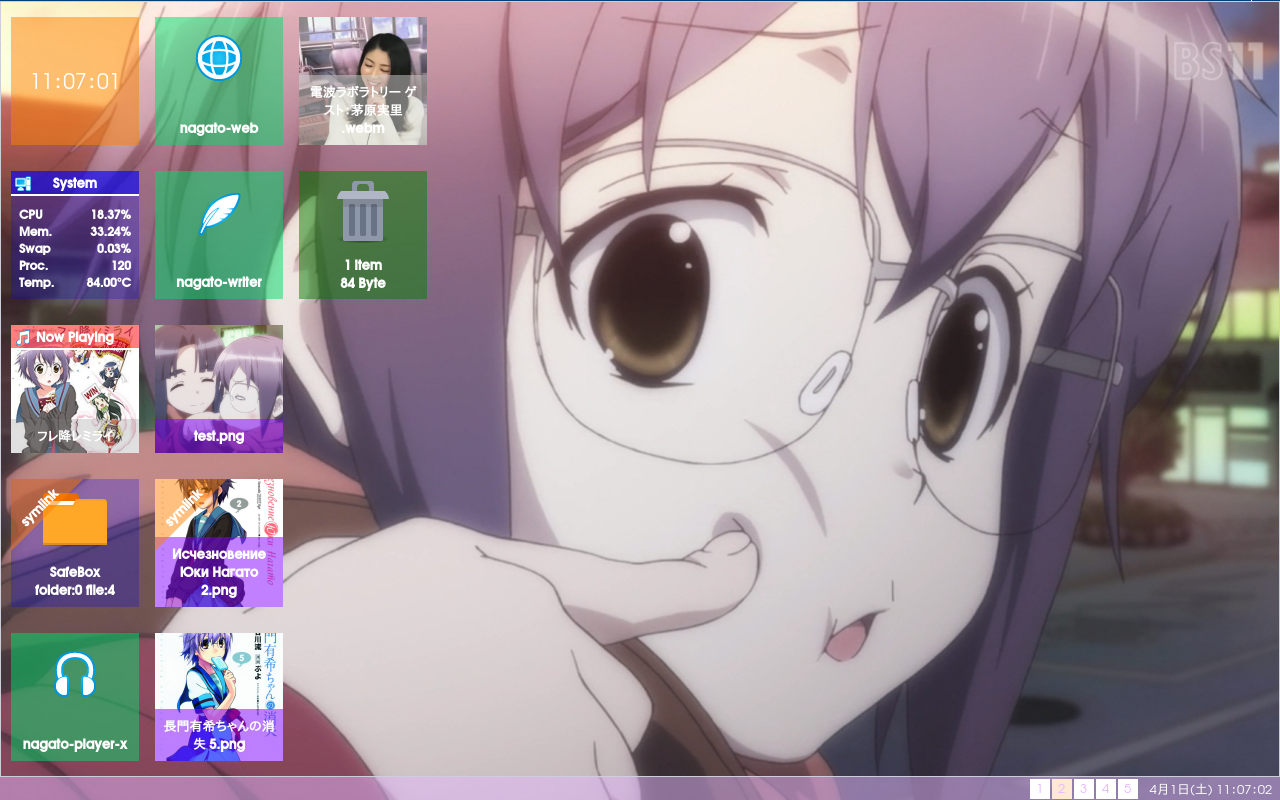 11:07:01
nagato-web
電波ラボラトリー ゲ
スト：茅原実里
.webm
BS11
System
CPU 18.37%
Mem. 33.24%
Swap 0.03%
Proc. 120
Temp. 84.00°C
nagato-writer
1 Item
84 Byte
Now Playing
WIN
フレ降レミライ
test.png
symlink
SafeBox
folder:0 file:4
symlink
2
Исчезновение
Юки Нагато
2.png
nagato-player-x
5
長門有希ちゃんの消
失 5.png
1 2 3 4 5 4月1日(土) 11:07:02